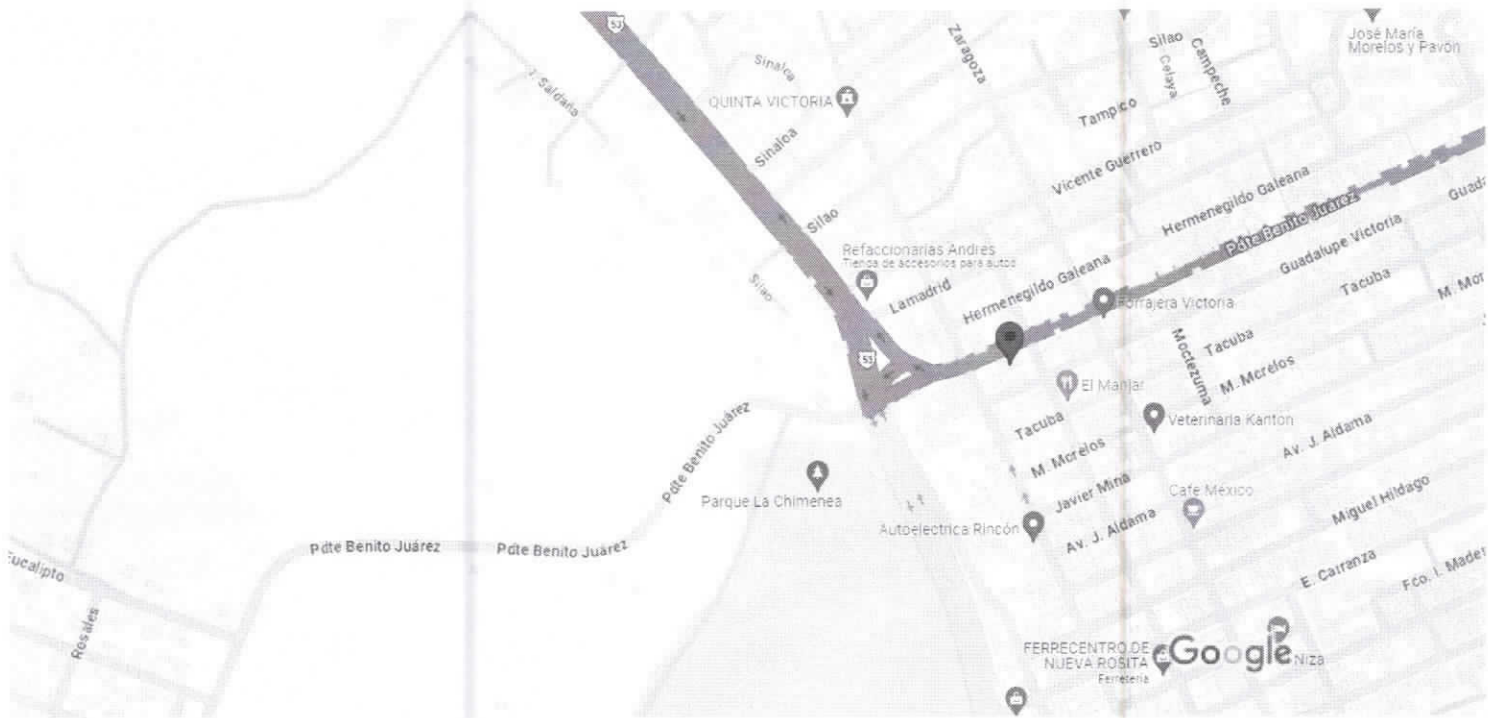 53
Zaragoza
Silao
Celaya
Campeche
José María
Morelos y Pavón
Sinaloa
J. Saldaña
QUINTA VICTORIA
Sinaloa
Tampico
Vicente Guerrero
Hermenegildo Galeana
Pdte Benito Juárez
Guadalupe Victoria
Silao
Refaccionarias Andres
Tienda de accesorios para autos
Silao
Lamadrid
Hermenegildo Galeana
Forrajera Victoria
Tacuba
53
Moctezuma
Tacuba
M. Morelos
El Manjar
Pdte Benito Juárez
Tacuba
Veterinaria Kanton
M. Morelos
Av. J. Aldama
Parque La Chimenea
Javier Mina
Café México
Autoelectrica Rincón
Av. J. Aldama
Miguel Hildago
Pdte Benito Juárez
Pdte Benito Juárez
Eucalipto
E. Carranza
Rosales
FERRECENTRO DE
NUEVA ROSITA
Ferretería
Google
Niza